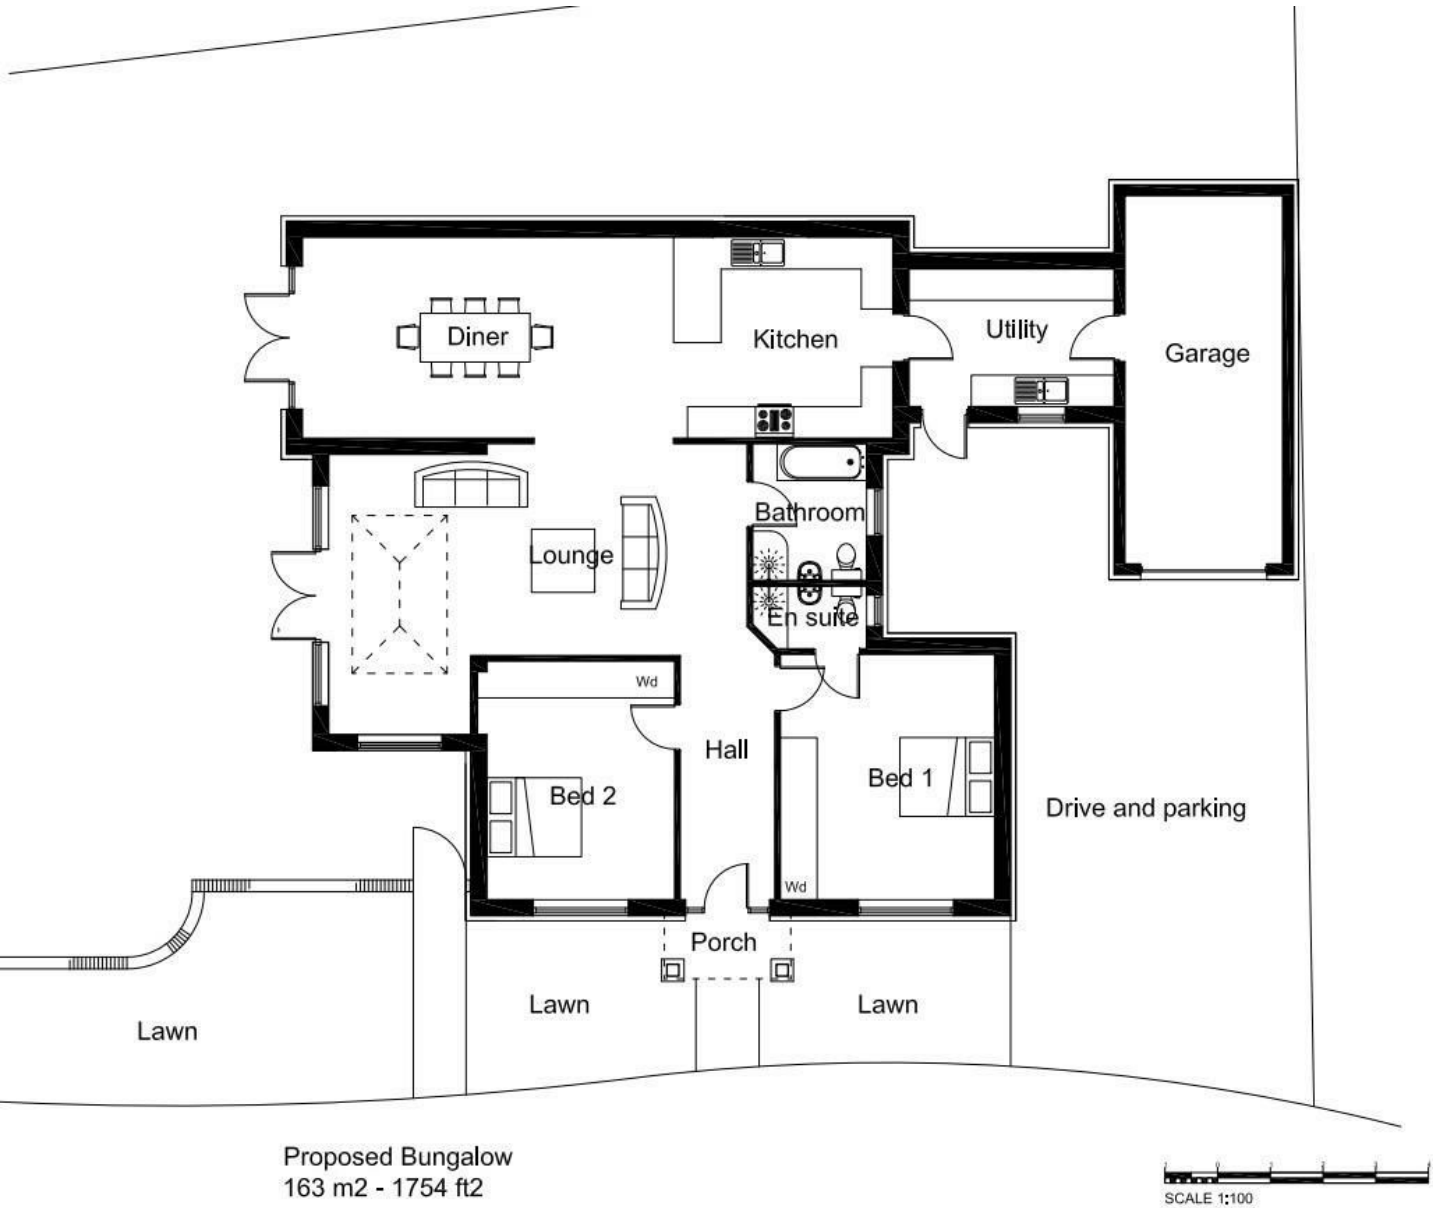 Diner
Kitchen
Utility
Garage
Bathroom
Lounge
En suite
Wd
Hall
Bed 1
Bed 2
Drive and parking
Wd
Porch
Lawn
Lawn
Lawn
Proposed Bungalow
163 m2 - 1754 ft2
SCALE 1:100